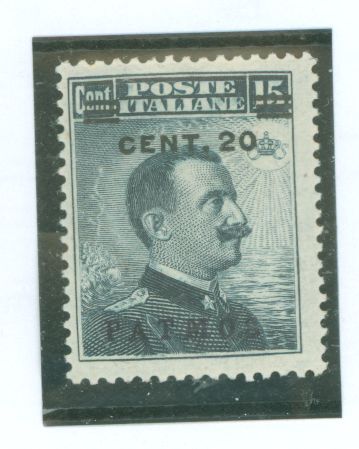 Cent. POSTE 15
ITALIANE
CENT. 20
PATMOS